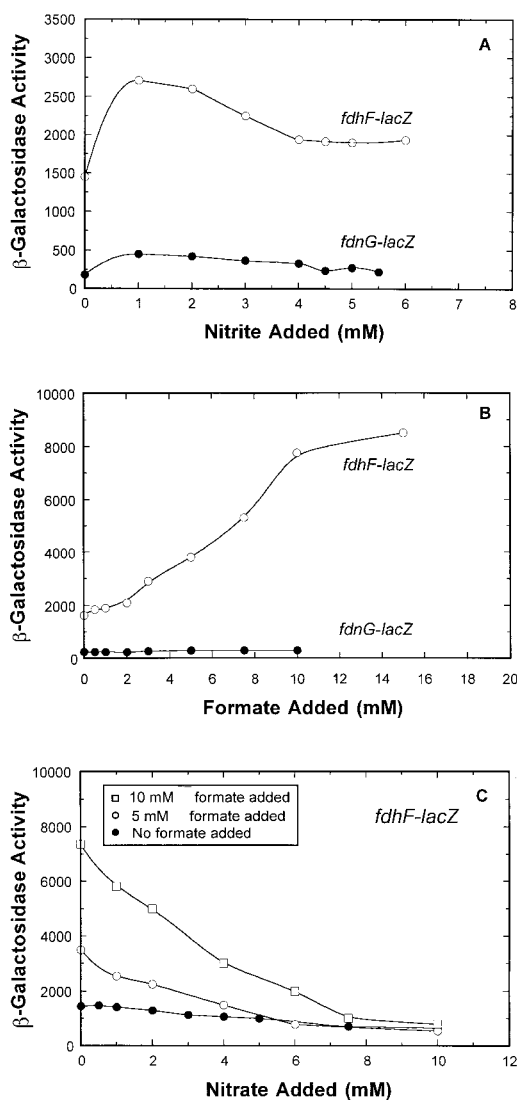 A
β-Galactosidase Activity
3500
3000
2500
2000
1500
1000
500
0
fdhF-lacZ
fdnG-lacZ
0 1 2 3 4 5 6 7 8
Nitrite Added (mM)
B
β-Galactosidase Activity
10000
8000
6000
4000
2000
0
fdhF-lacZ
fdnG-lacZ
0 2 4 6 8 10 12 14 16 18 20
Formate Added (mM)
C
β-Galactosidase Activity
10000
8000
6000
4000
2000
0
10 mM formate added
5 mM formate added
No formate added
fdhF-lacZ
0 2 4 6 8 10 12
Nitrate Added (mM)